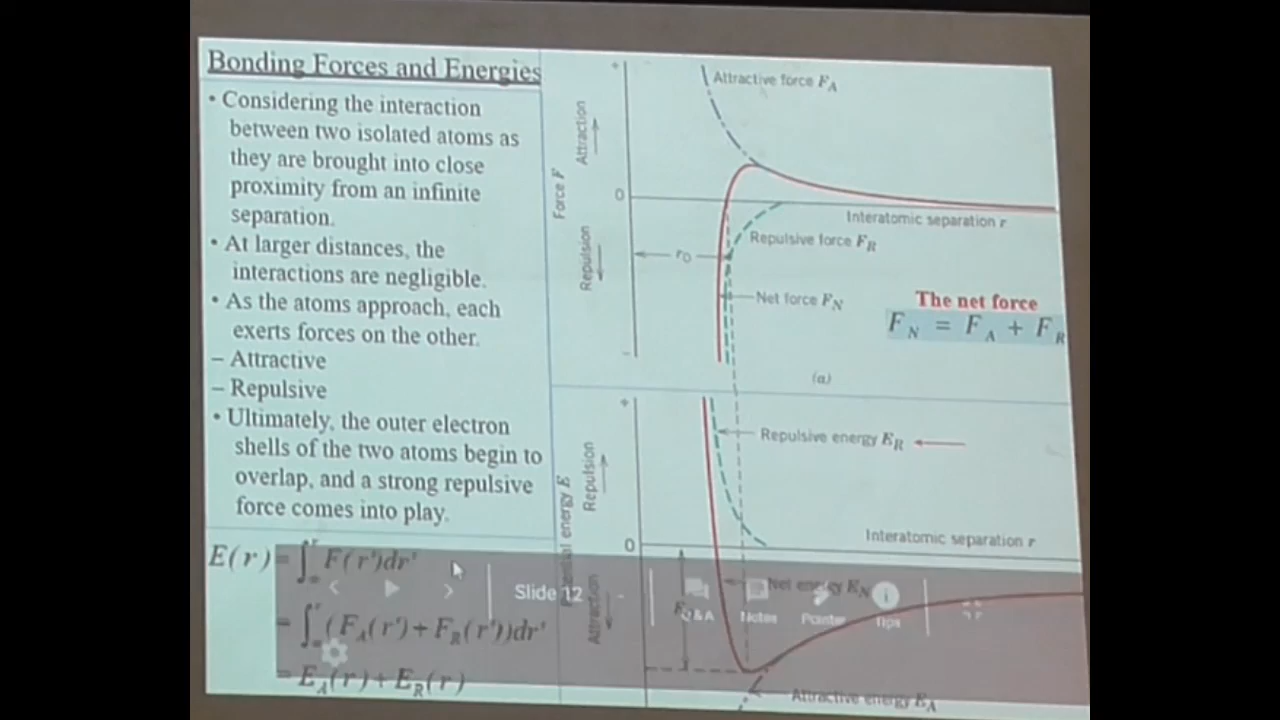 Bonding Forces and Energies
• Considering the interaction
between two isolated atoms as
they are brought into close
proximity from an infinite
separation.
• At larger distances, the
interactions are negligible.
• As the atoms approach, each
exerts forces on the other.
– Attractive
– Repulsive
• Ultimately, the outer electron
shells of the two atoms begin to
overlap, and a strong repulsive
force comes into play.
E(r) = ∫∞^r F(r')dr'
= ∫∞^r (F_A(r')+F_R(r'))dr'
= E_A(r)+E_R(r)
+
Attractive force F_A
Attraction
Force F
0
Interatomic separation r
Repulsive force F_R
Repulsion
r0
Net force F_N
The net force
F_N = F_A + F_R
–
(a)
+
Repulsive energy E_R
Repulsion
Potential energy E
Interatomic separation r
0
Attraction
Net energy E_N
Attractive energy E_A
Slide 12
Q&A
Notes
Pointer
Tips